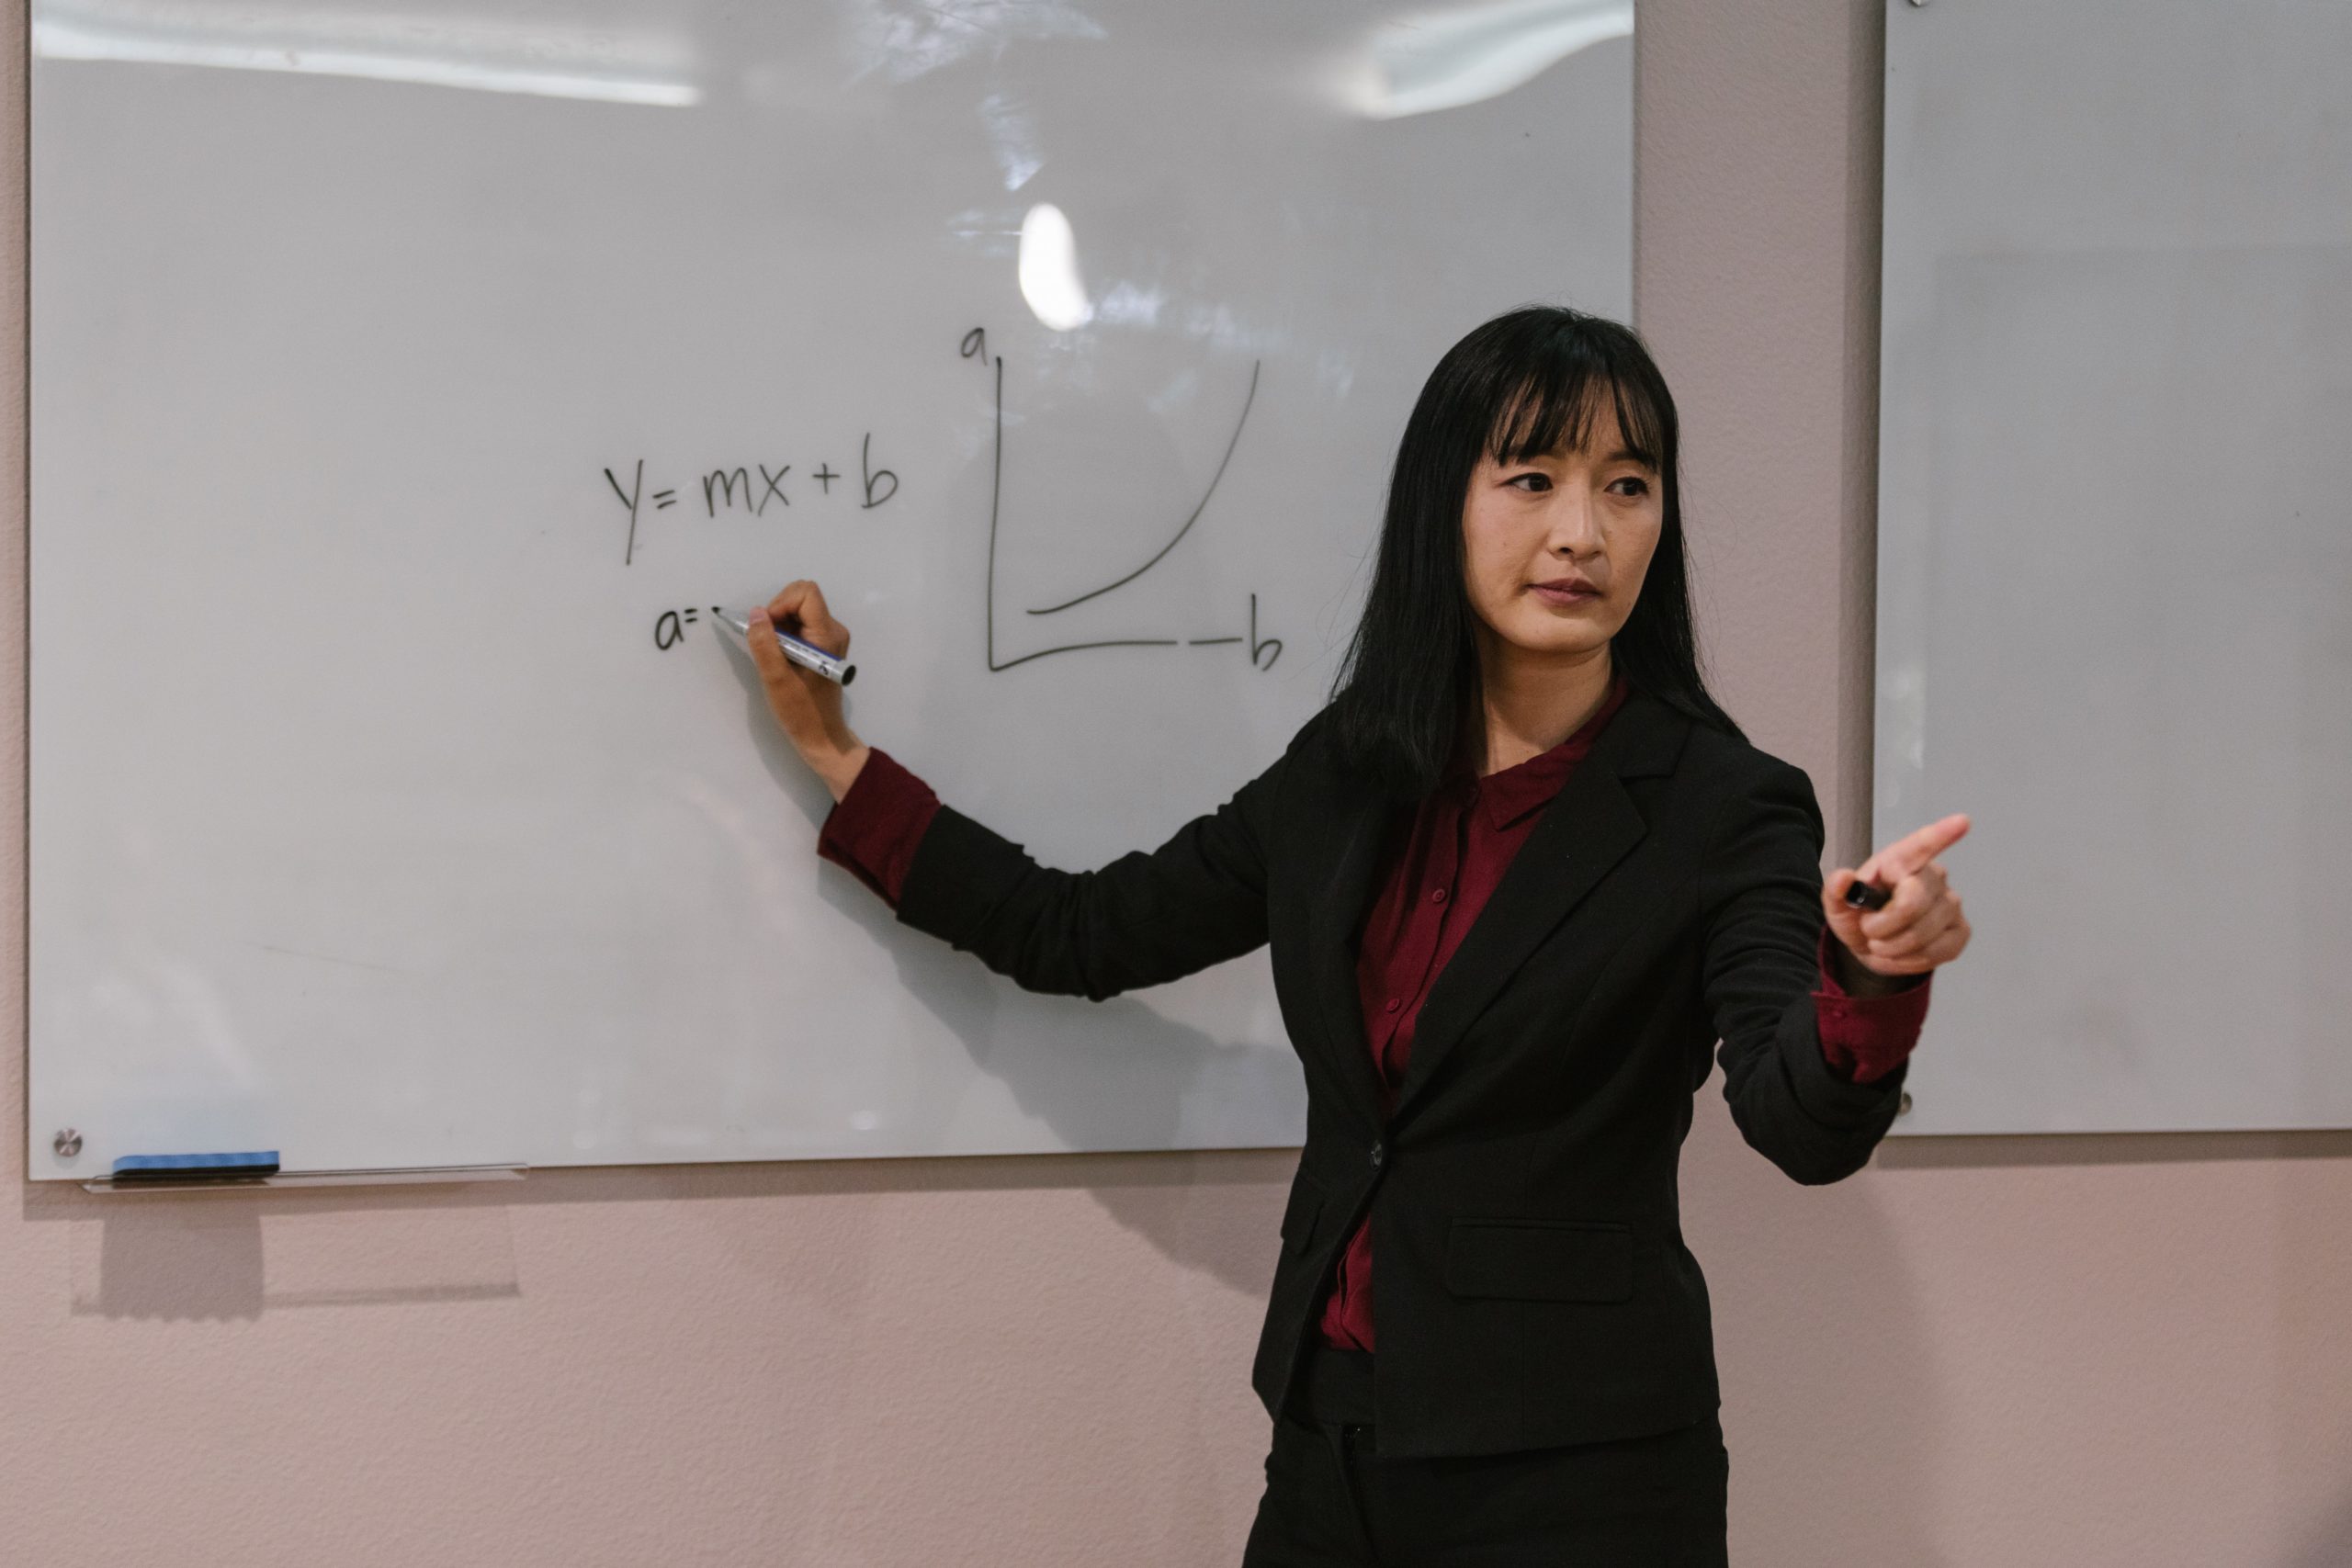 y = mx + b
a=
a
-b